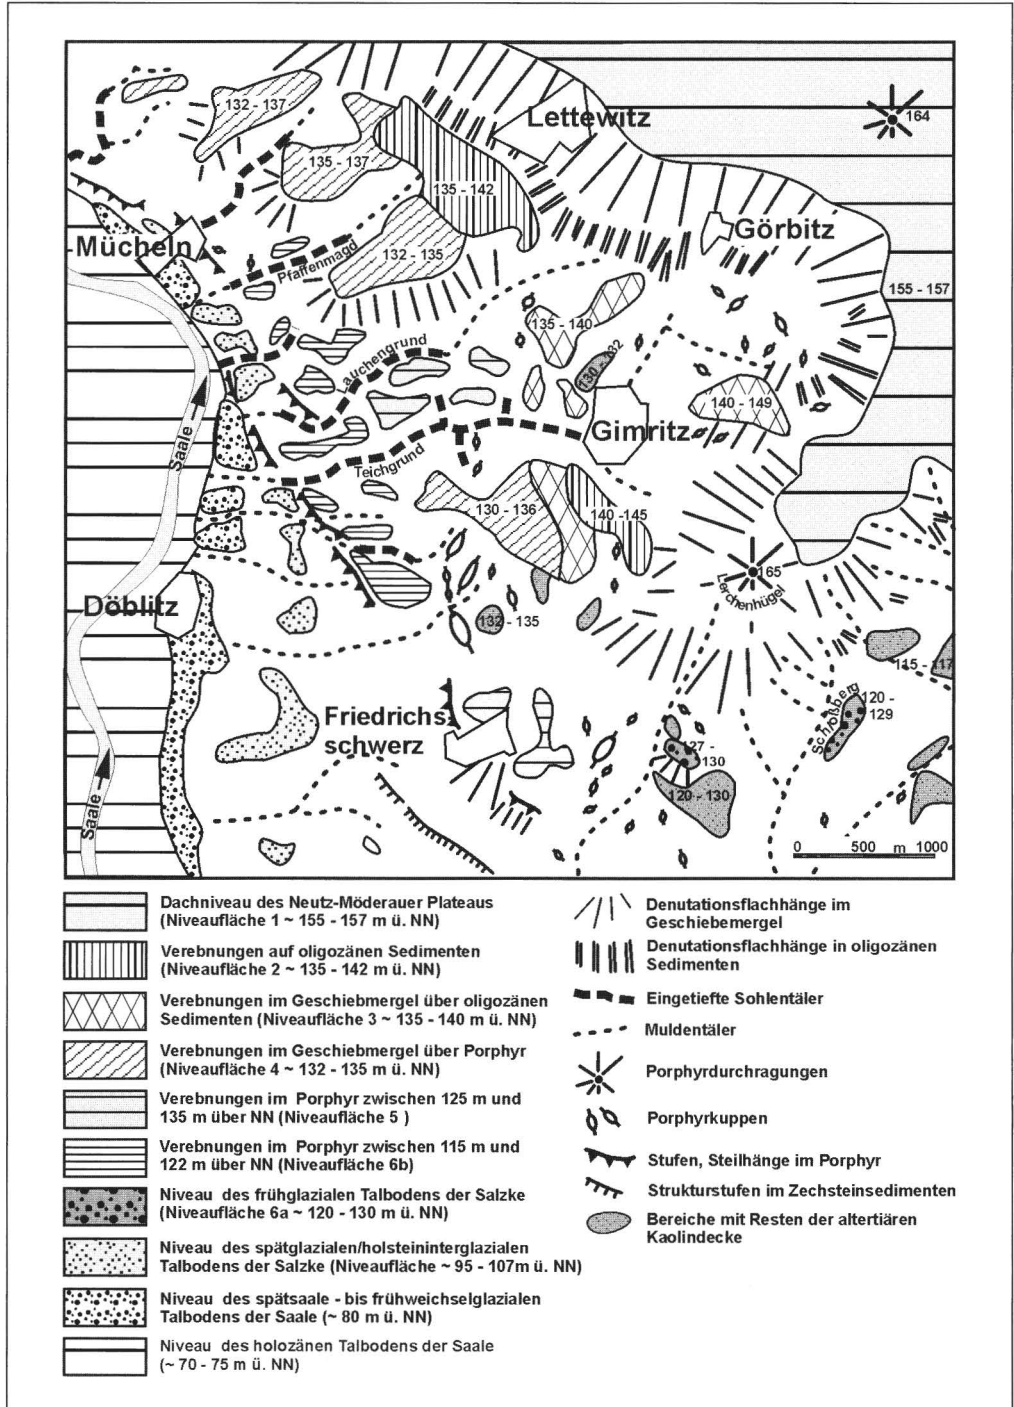 Lettewitz
164
132 - 137
135 - 137
135 - 142
Görbitz
Mücheln
132 - 135
Pfaffenmagd
155 - 157
135 - 140
Lauchengrund
130 - 132
140 - 149
Gimritz
Saale
Teichgrund
130 - 136
140 - 145
165
Lerchenhügel
Döblitz
132 - 135
115 - 117
120 -
129
Schloßberg
Friedrichs
schwerz
127 -
130
120 - 130
Saale
0 500 m 1000
Dachniveau des Neutz-Möderauer Plateaus
(Niveaufläche 1 ~ 155 - 157 m ü. NN)
Verebnungen auf oligozänen Sedimenten
(Niveaufläche 2 ~ 135 - 142 m ü. NN)
Verebnungen im Geschiebmergel über oligozänen
Sedimenten (Niveaufläche 3 ~ 135 - 140 m ü. NN)
Verebnungen im Geschiebmergel über Porphyr
(Niveaufläche 4 ~ 132 - 135 m ü. NN)
Verebnungen im Porphyr zwischen 125 m und
135 m über NN (Niveaufläche 5 )
Verebnungen im Porphyr zwischen 115 m und
122 m über NN (Niveaufläche 6b)
Niveau des frühglazialen Talbodens der Salzke
(Niveaufläche 6a ~ 120 - 130 m ü. NN)
Niveau des spätglazialen/holsteininterglazialen
Talbodens der Salzke (Niveaufläche ~ 95 - 107m ü. NN)
Niveau des spätsaale - bis frühweichselglazialen
Talbodens der Saale (~ 80 m ü. NN)
Niveau des holozänen Talbodens der Saale
(~ 70 - 75 m ü. NN)
Denutationsflachhänge im
Geschiebemergel
Denutationsflachhänge in oligozänen
Sedimenten
Eingetiefte Sohlentäler
Muldentäler
Porphyrdurchragungen
Porphyrkuppen
Stufen, Steilhänge im Porphyr
Strukturstufen im Zechsteinsedimenten
Bereiche mit Resten der altertiären
Kaolindecke